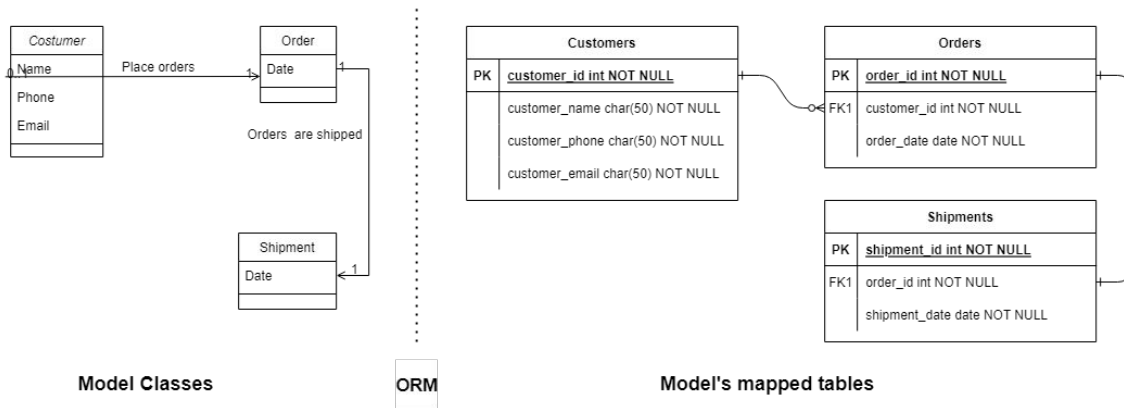 Costumer
Name
0..1
Phone
Email
Place orders
1
Order
Date
1
Orders are shipped
Shipment
Date
1
Model Classes
ORM
Customers
PK customer_id int NOT NULL
customer_name char(50) NOT NULL
customer_phone char(50) NOT NULL
customer_email char(50) NOT NULL
Orders
PK order_id int NOT NULL
FK1 customer_id int NOT NULL
order_date date NOT NULL
Shipments
PK shipment_id int NOT NULL
FK1 order_id int NOT NULL
shipment_date date NOT NULL
Model's mapped tables